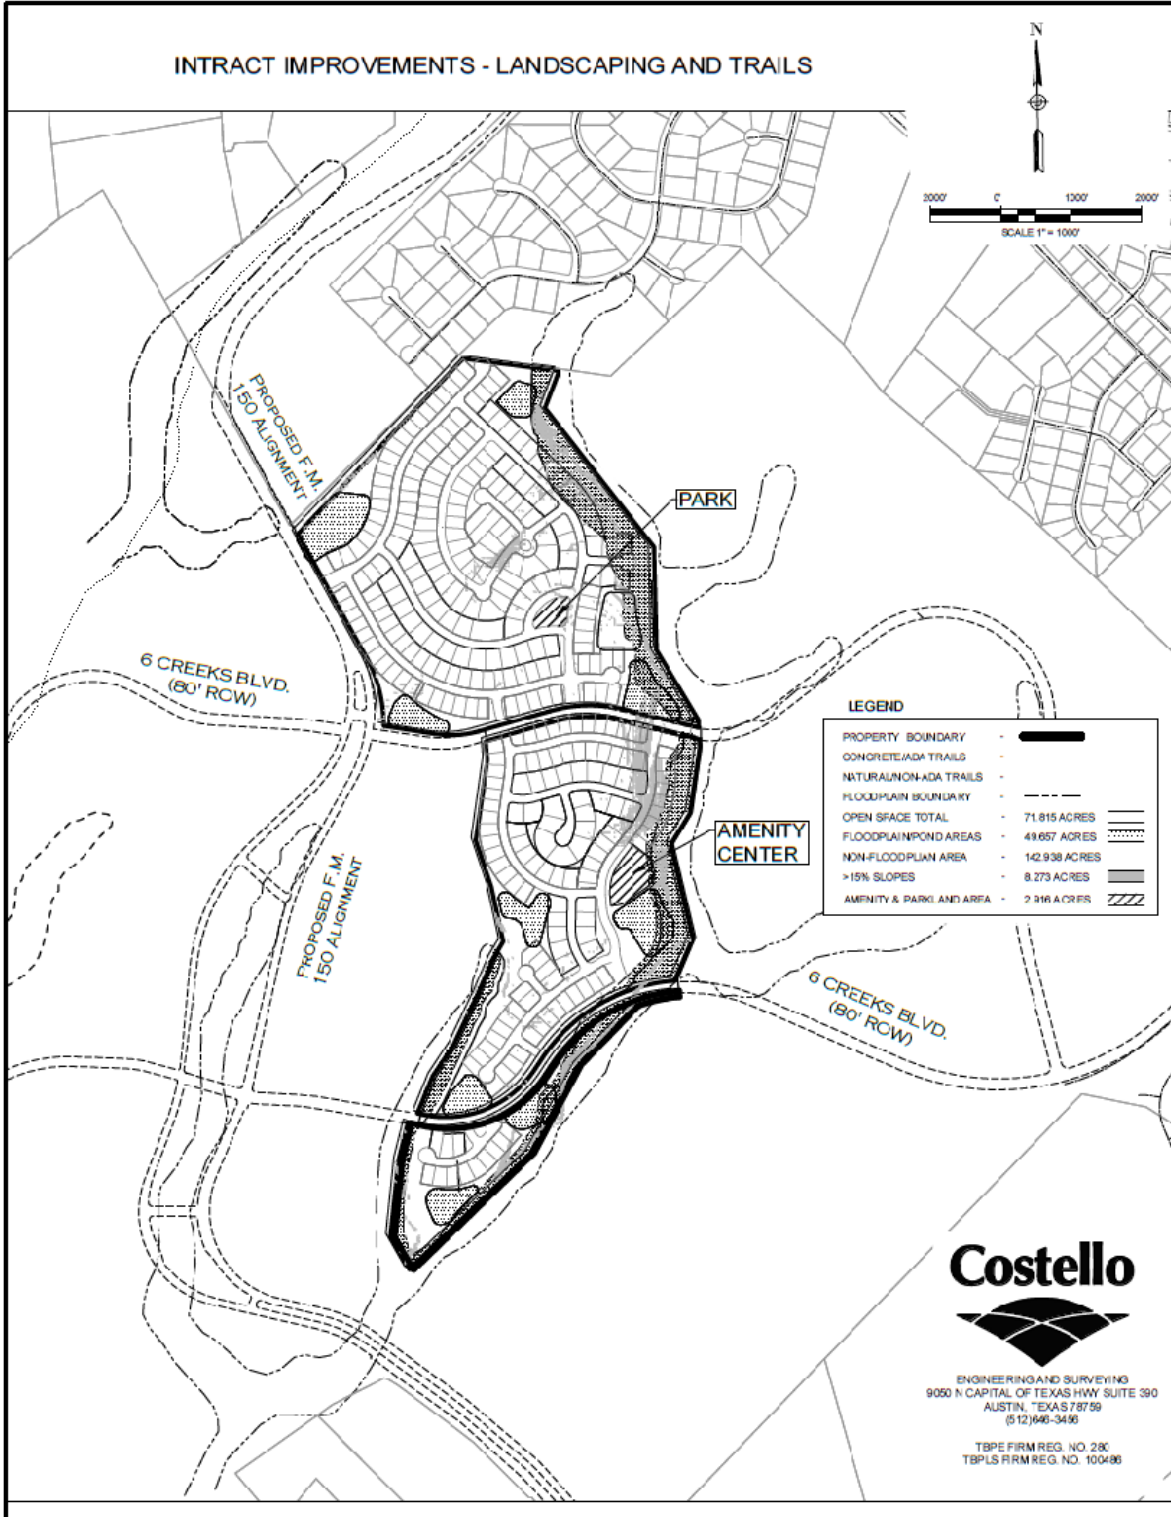 INTRACT IMPROVEMENTS - LANDSCAPING AND TRAILS
N
2000' 0' 1000' 2000'
SCALE 1" = 1000'
PROPOSED F.M.
150 ALIGNMENT
PARK
6 CREEKS BLVD.
(80' ROW)
LEGEND
PROPERTY BOUNDARY -
CONCRETE/ADA TRAILS -
NATURAL/NON-ADA TRAILS -
FLOODPLAIN BOUNDARY -
OPEN SPACE TOTAL - 71.815 ACRES
FLOODPLAIN/POND AREAS - 49.657 ACRES
NON-FLOODPLIAN AREA - 142.938 ACRES
>15% SLOPES - 8.273 ACRES
AMENITY & PARKLAND AREA - 2.916 ACRES
AMENITY
CENTER
PROPOSED F.M.
150 ALIGNMENT
6 CREEKS BLVD.
(80' ROW)
Costello
ENGINEERING AND SURVEYING
9050 N CAPITAL OF TEXAS HWY SUITE 390
AUSTIN, TEXAS 78759
(512)646-3456
TBPE FIRM REG. NO. 280
TBPLS FIRM REG. NO. 100486